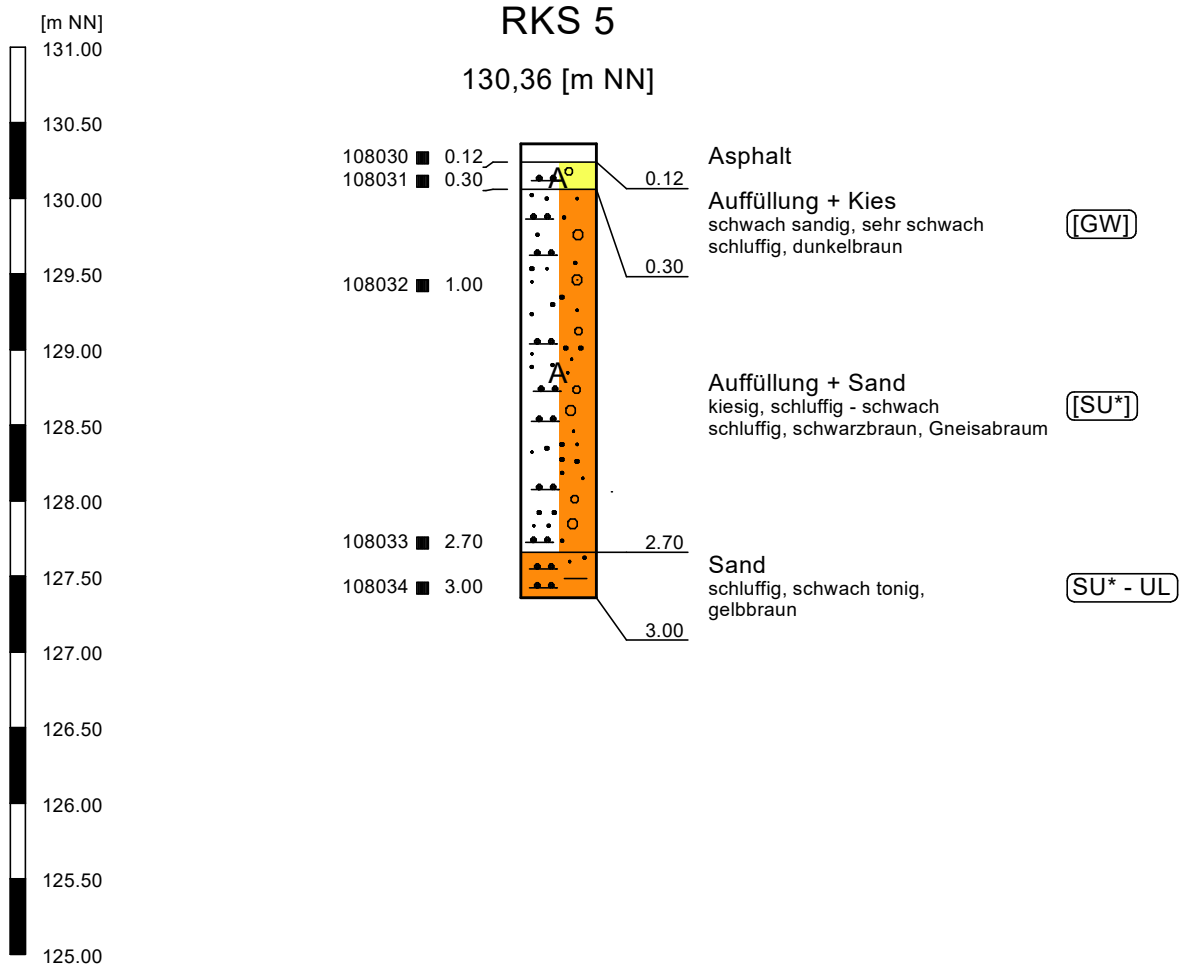 [m NN]
131.00
130.50
130.00
129.50
129.00
128.50
128.00
127.50
127.00
126.50
126.00
125.50
125.00
RKS 5
130,36 [m NN]
108030 0.12
108031 0.30
108032 1.00
108033 2.70
108034 3.00
A
A
0.12
0.30
2.70
3.00
Asphalt
Auffüllung + Kies
schwach sandig, sehr schwach
schluffig, dunkelbraun
[GW]
Auffüllung + Sand
kiesig, schluffig - schwach
schluffig, schwarzbraun, Gneisabraum
[SU*]
Sand
schluffig, schwach tonig,
gelbbraun
SU* - UL